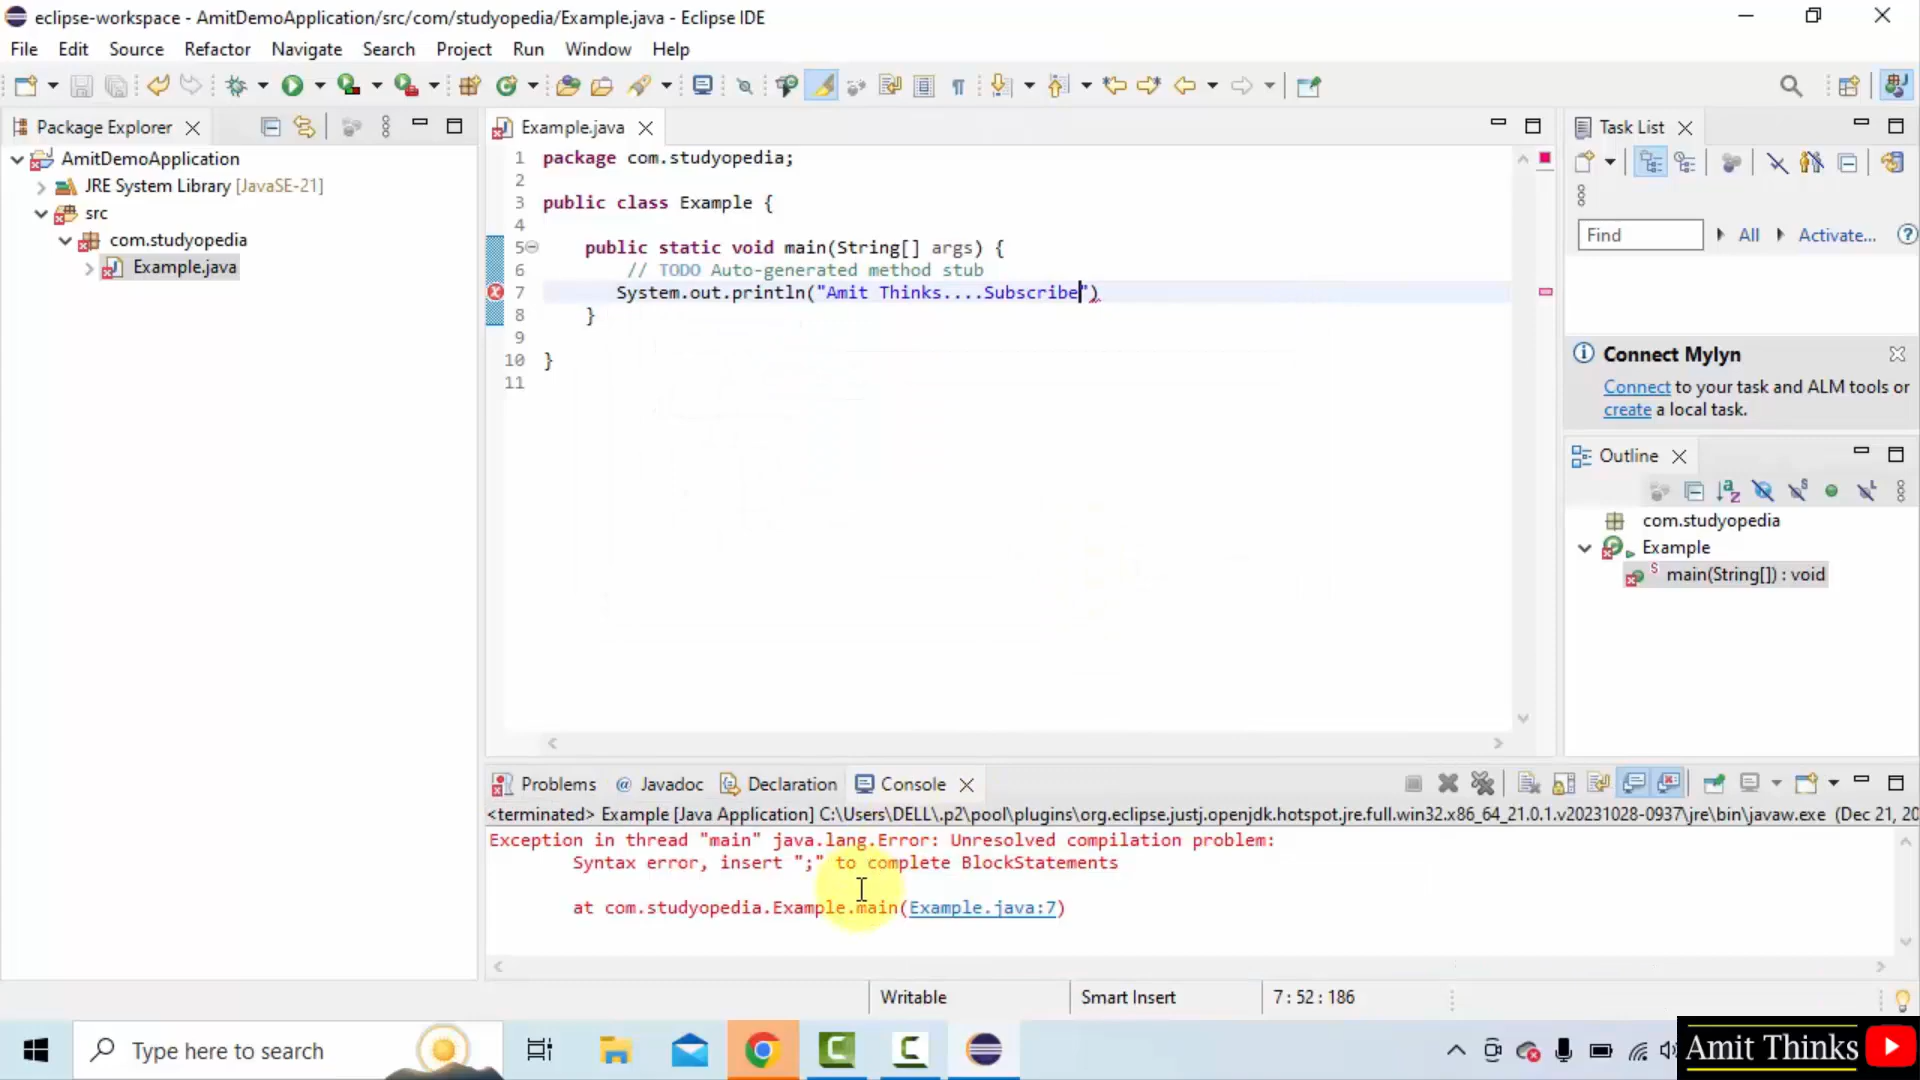 eclipse-workspace - AmitDemoApplication/src/com/studyopedia/Example.java - Eclipse IDE
File Edit Source Refactor Navigate Search Project Run Window Help
Package Explorer
AmitDemoApplication
JRE System Library [JavaSE-21]
src
com.studyopedia
Example.java
Example.java
1 package com.studyopedia;
2
3 public class Example {
4
5 public static void main(String[] args) {
6 // TODO Auto-generated method stub
7 System.out.println("Amit Thinks....Subscribe")
8 }
9
10 }
11
Task List
Find All Activate...
Connect Mylyn
Connect to your task and ALM tools or
create a local task.
Outline
com.studyopedia
Example
main(String[]) : void
Problems Javadoc Declaration Console
<terminated> Example [Java Application] C:\Users\DELL\.p2\pool\plugins\org.eclipse.justj.openjdk.hotspot.jre.full.win32.x86_64_21.0.1.v20231028-0937\jre\bin\javaw.exe (Dec 21, 20
Exception in thread "main" java.lang.Error: Unresolved compilation problem:
Syntax error, insert ";" to complete BlockStatements
at com.studyopedia.Example.main(Example.java:7)
Writable Smart Insert 7 : 52 : 186
Type here to search
Amit Thinks